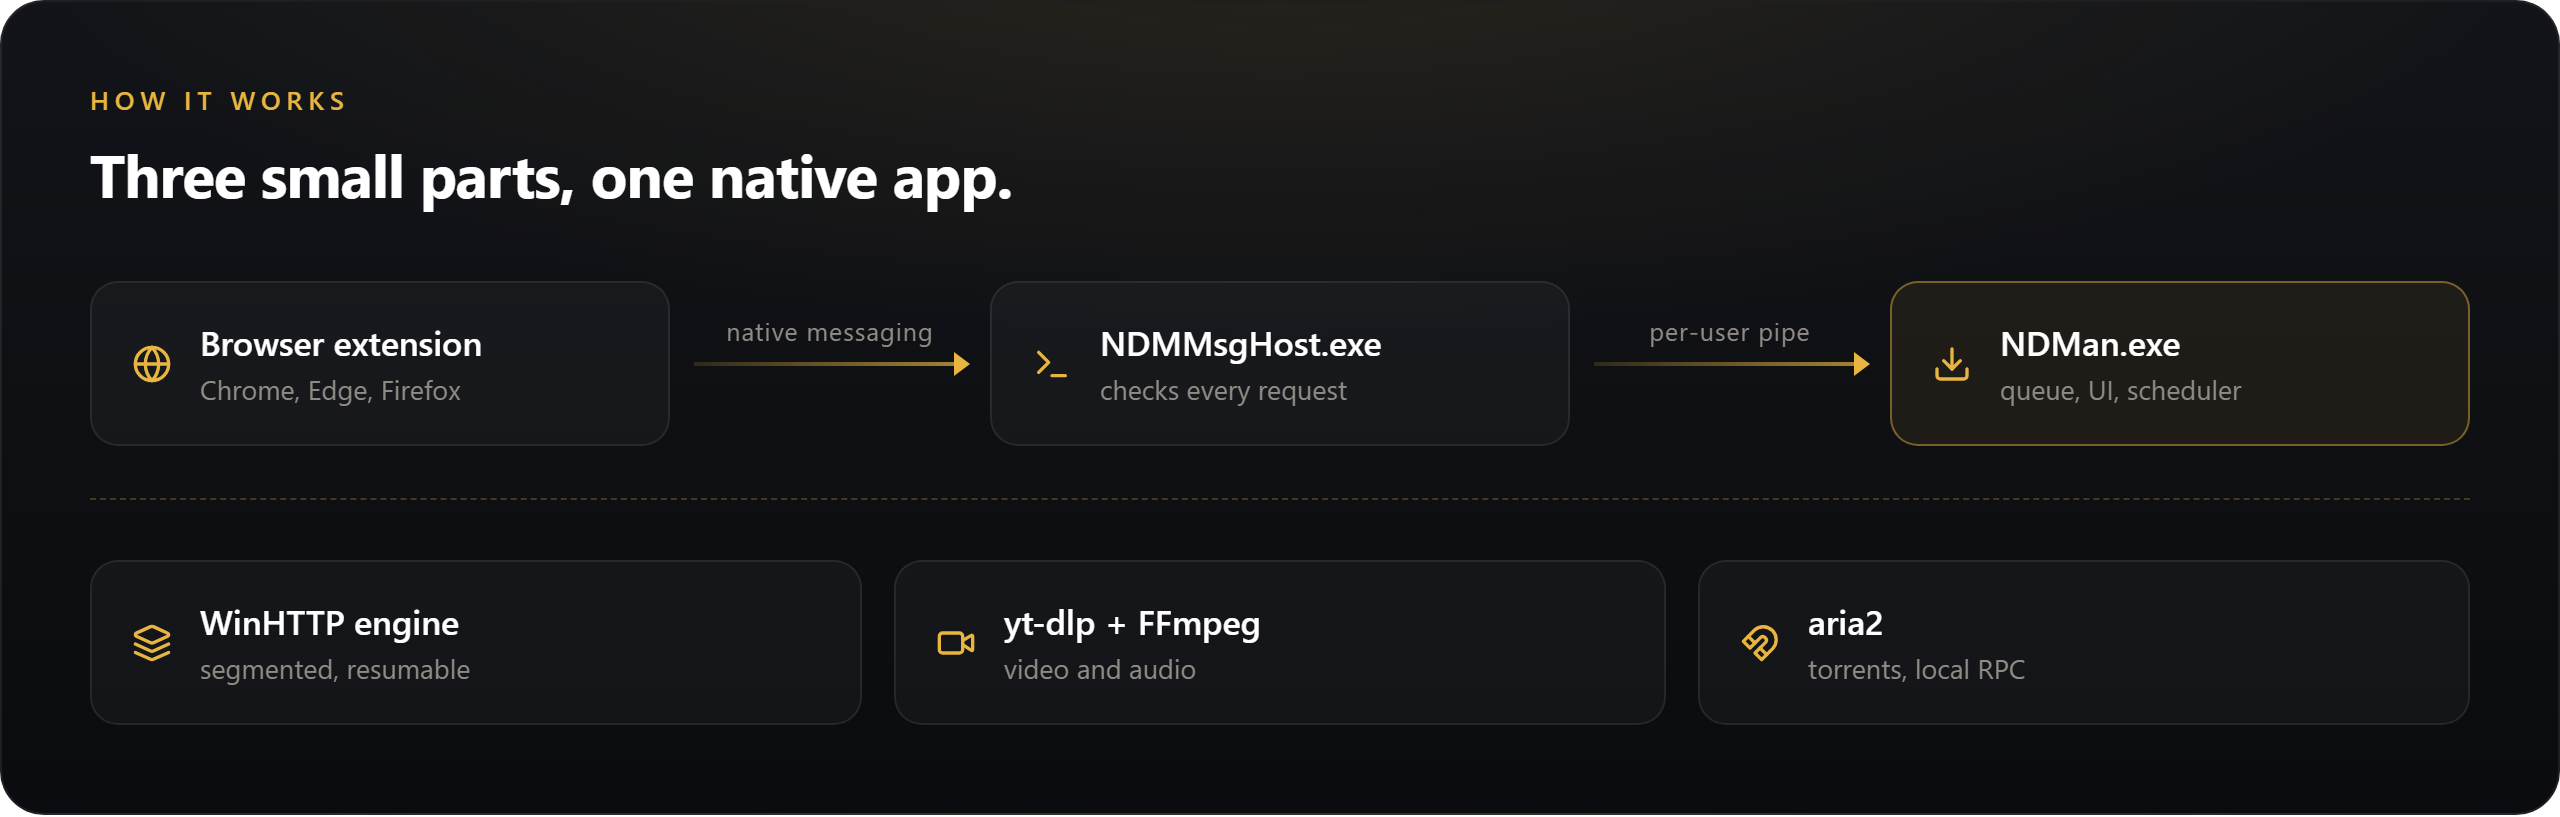 HOW IT WORKS
Three small parts, one native app.
Browser extension
Chrome, Edge, Firefox
native messaging
NDMMsgHost.exe
checks every request
per-user pipe
NDMan.exe
queue, UI, scheduler
WinHTTP engine
segmented, resumable
yt-dlp + FFmpeg
video and audio
aria2
torrents, local RPC